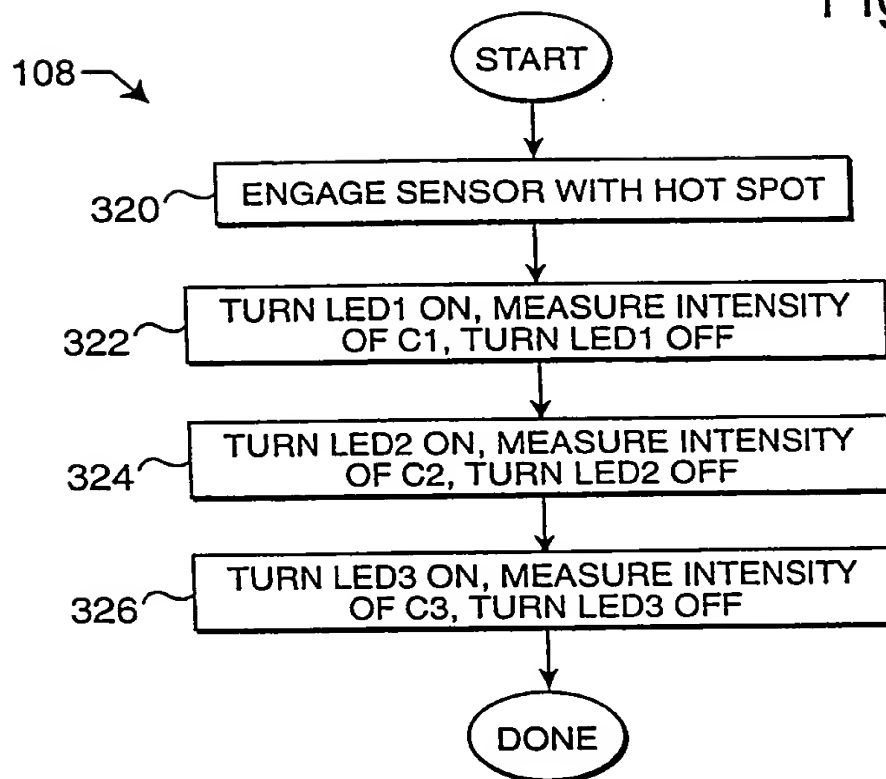 Fig
START
108
ENGAGE SENSOR WITH HOT SPOT
320
TURN LED1 ON, MEASURE INTENSITY
OF C1, TURN LED1 OFF
322
TURN LED2 ON, MEASURE INTENSITY
OF C2, TURN LED2 OFF
324
TURN LED3 ON, MEASURE INTENSITY
OF C3, TURN LED3 OFF
326
DONE